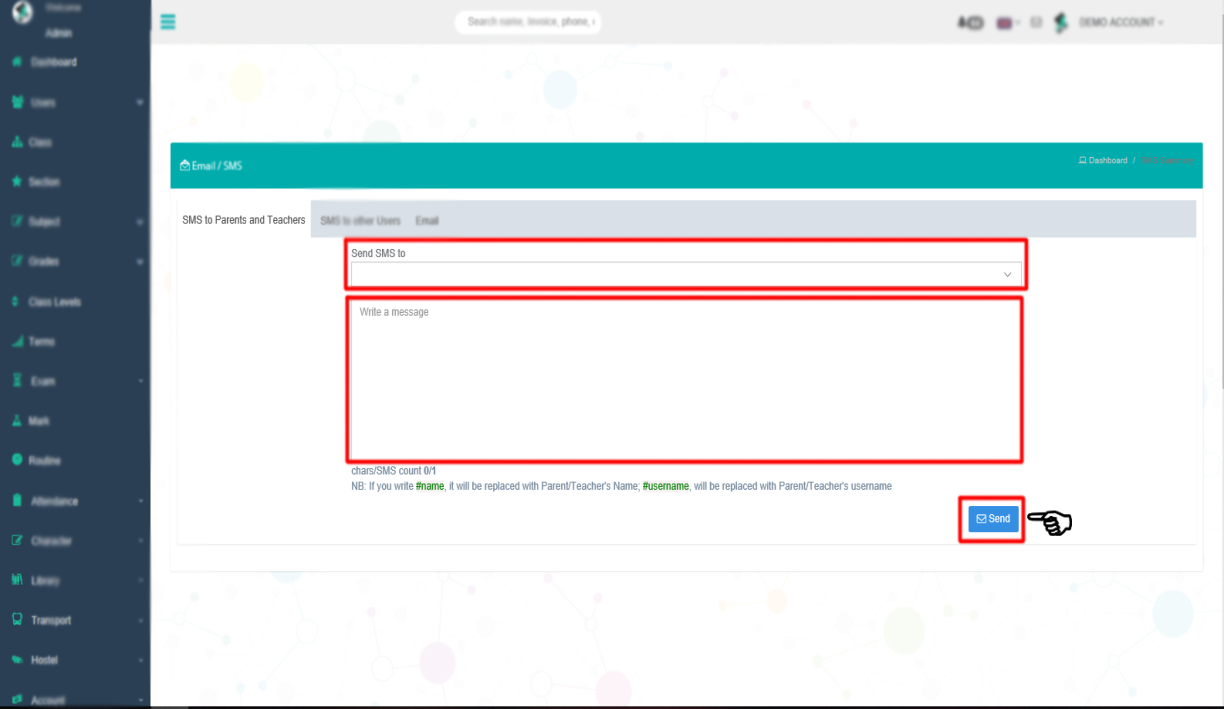 Welcome
Admin
Search name, invoice, phone,
DEMO ACCOUNT
Dashboard
Users
Class
Section
Subject
Grades
Class Levels
Terms
Exam
Mark
Routine
Attendance
Character
Library
Transport
Hostel
Account
Email / SMS
Dashboard /
SMS to Parents and Teachers
SMS to other Users
Email
Send SMS to
Write a message
chars/SMS count 0/1
NB: If you write #name, it will be replaced with Parent/Teacher's Name; #username, will be replaced with Parent/Teacher's username
Send